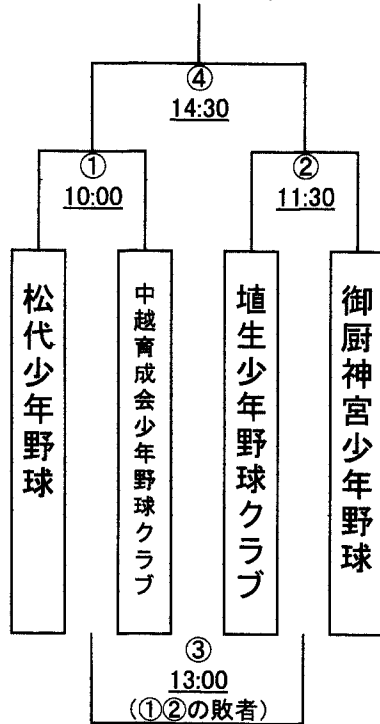 ④
14:30
①
10:00
②
11:30
松代少年野球
中越育成会少年野球クラブ
埴生少年野球クラブ
御厨神宮少年野球
③
13:00
(①②の敗者)